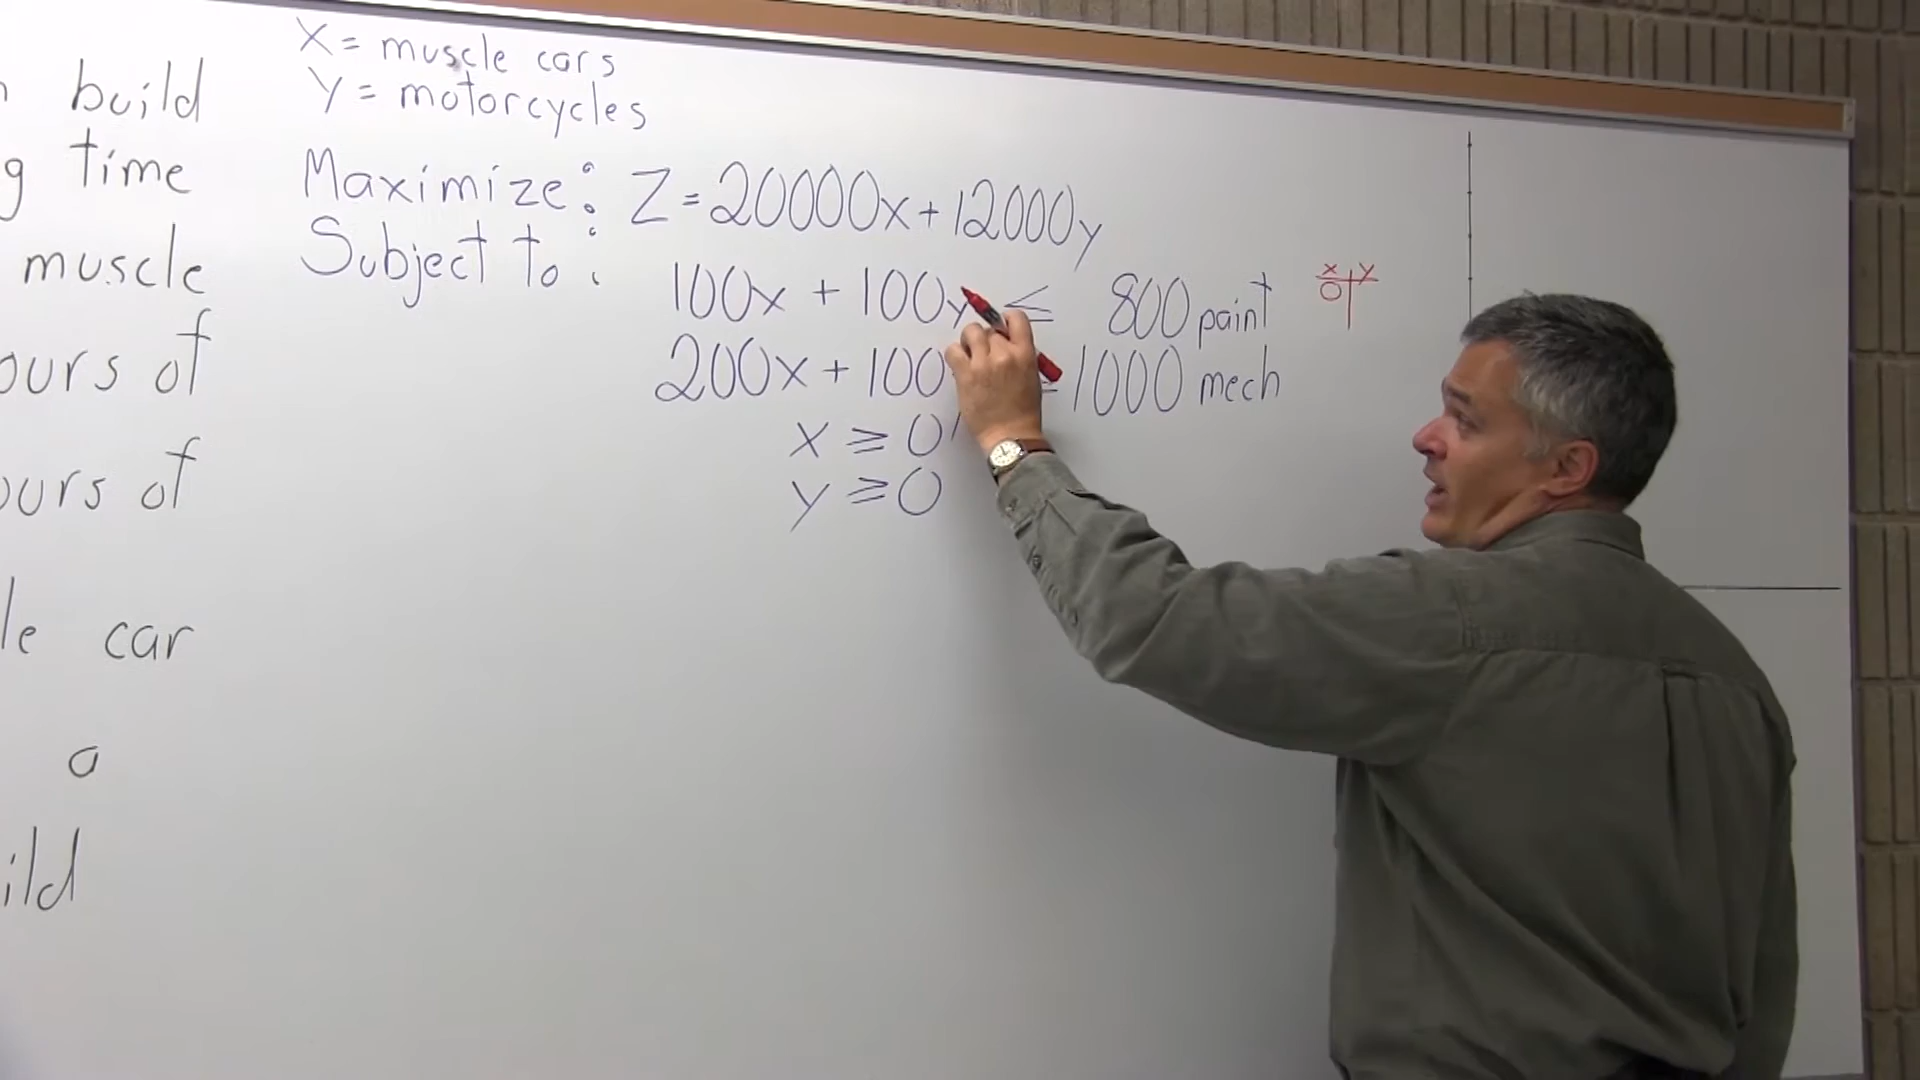 build
time
muscle
ours of
ours of
le car
a
ild
X = muscle cars
Y = motorcycles
Maximize: Z = 20000x + 12000y
Subject to:
100x + 100y ≤ 800 paint
200x + 100 1000 mech
x ≥ 0
y ≥ 0
x y
0